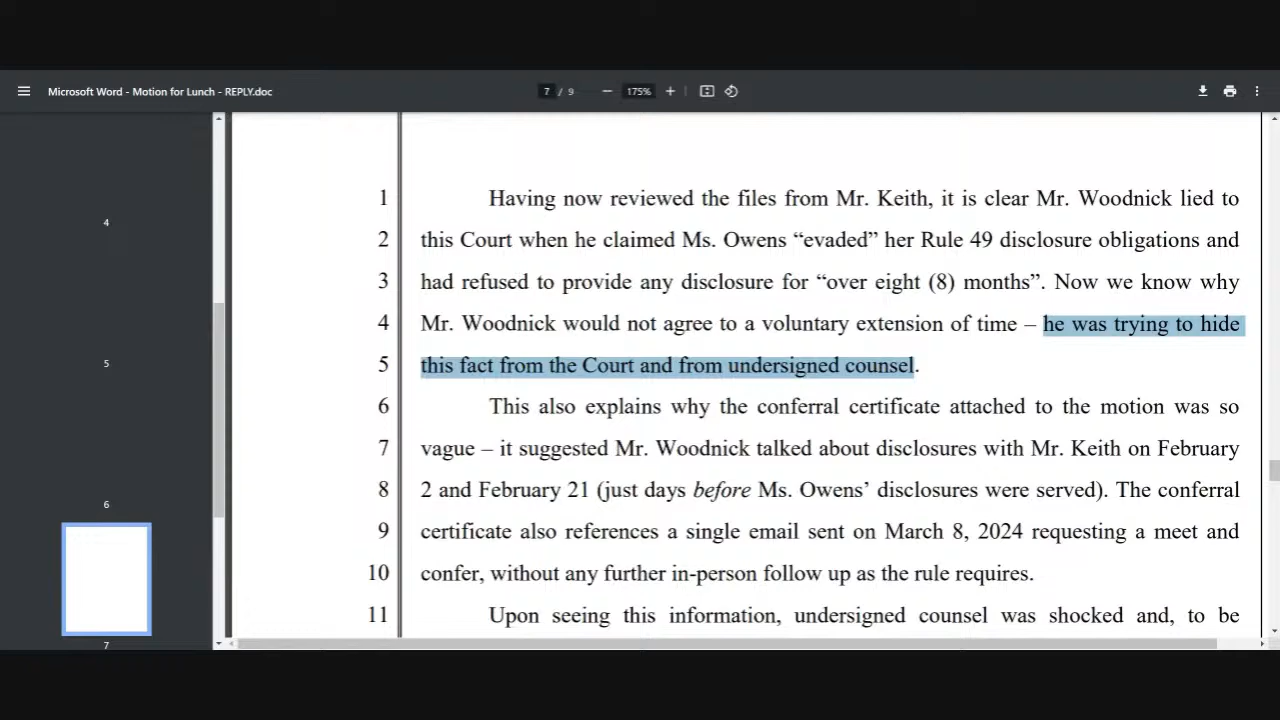 Microsoft Word - Motion for Lunch - REPLY.doc
7 / 9
175%
4
5
6
7
1 Having now reviewed the files from Mr. Keith, it is clear Mr. Woodnick lied to
2 this Court when he claimed Ms. Owens “evaded” her Rule 49 disclosure obligations and
3 had refused to provide any disclosure for “over eight (8) months”. Now we know why
4 Mr. Woodnick would not agree to a voluntary extension of time – he was trying to hide
5 this fact from the Court and from undersigned counsel.
6 This also explains why the conferral certificate attached to the motion was so
7 vague – it suggested Mr. Woodnick talked about disclosures with Mr. Keith on February
8 2 and February 21 (just days before Ms. Owens’ disclosures were served). The conferral
9 certificate also references a single email sent on March 8, 2024 requesting a meet and
10 confer, without any further in-person follow up as the rule requires.
11 Upon seeing this information, undersigned counsel was shocked and, to be